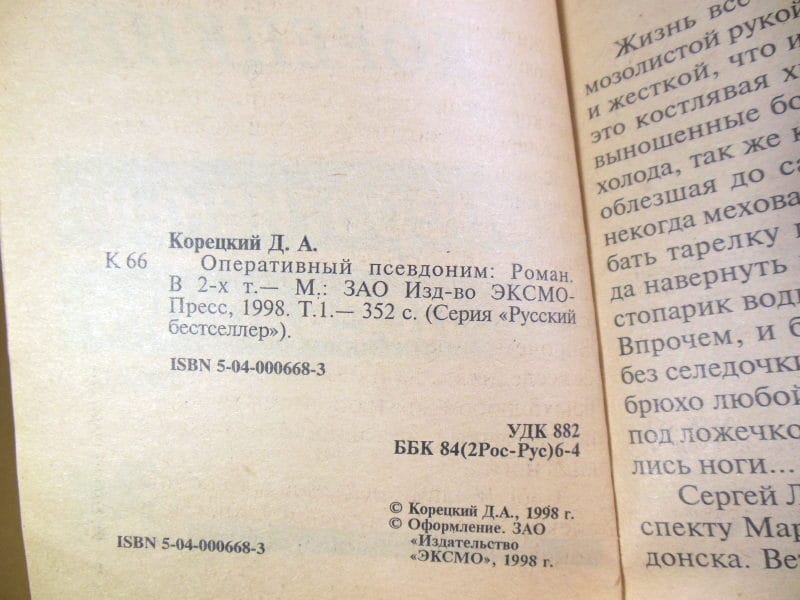 Корецкий Д. А.
К 66 Оперативный псевдоним: Роман.
В 2-х т.— М.: ЗАО Изд-во ЭКСМО-
Пресс, 1998. Т.1.— 352 с. (Серия «Русский
бестселлер»).
ISBN 5-04-000668-3
УДК 882
ББК 84(2Рос-Рус)6-4
© Корецкий Д.А., 1998 г.
© Оформление. ЗАО
«Издательство
«ЭКСМО», 1998 г.
ISBN 5-04-000668-3
Жизнь все
мозолистой рукой
и жесткой, что и
это костлявая
выношенные
холода, так же
облезшая до
некогда
бать тарелку
да навернуть
стопарик
Впрочем, и
без селедочки
брюхо любой
под ложечко
лись ноги...
Сергей Л
спекту Мар
донска.